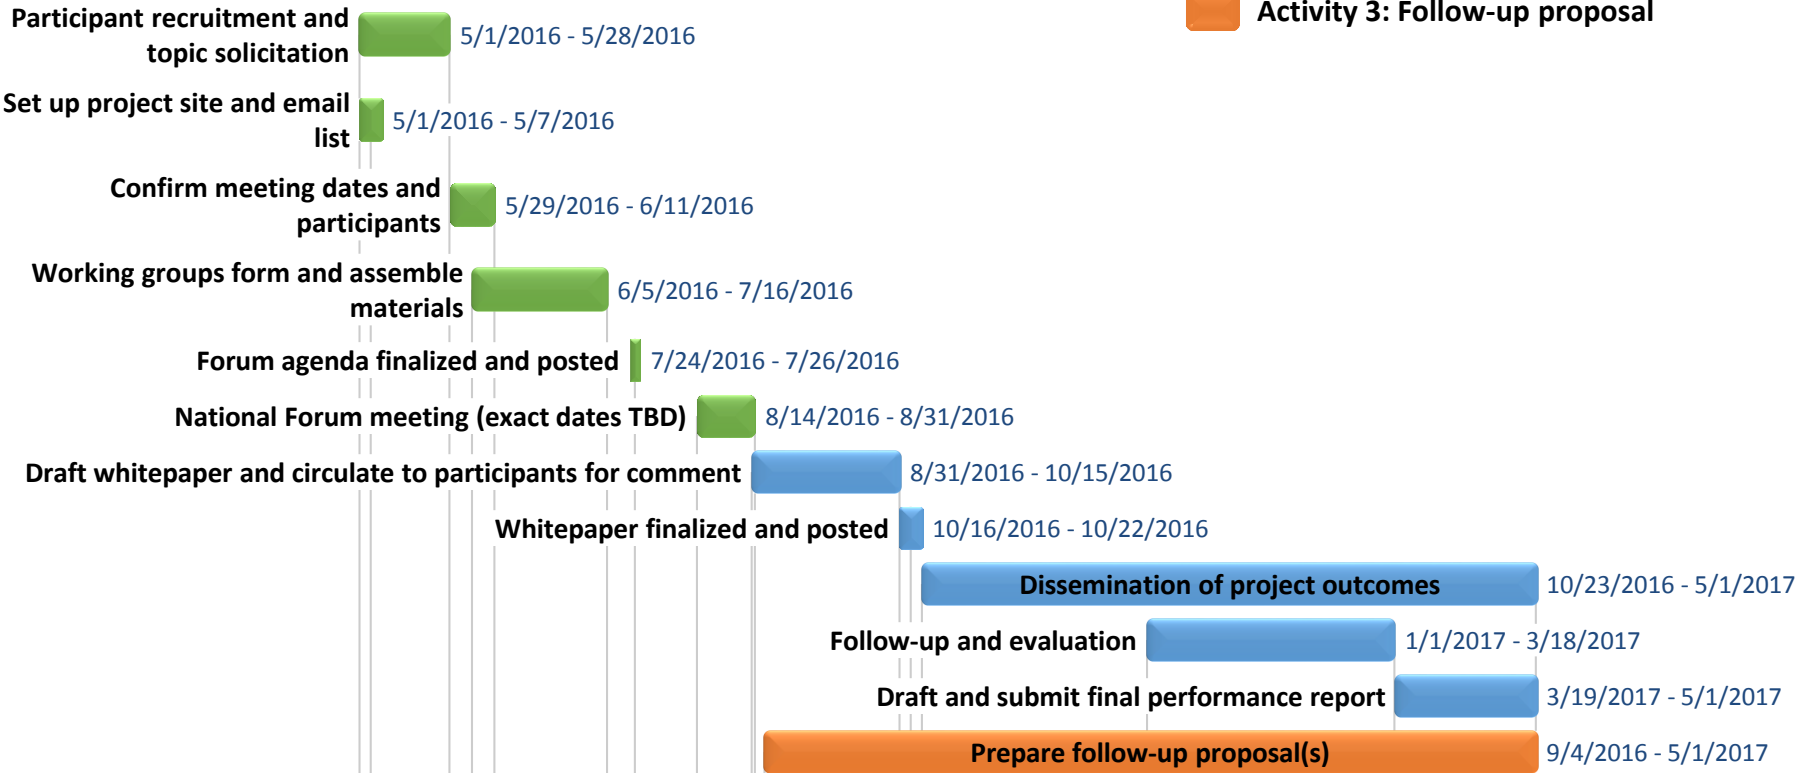 Activity 3: Follow-up proposal
Participant recruitment and
topic solicitation
5/1/2016 - 5/28/2016
Set up project site and email
list
5/1/2016 - 5/7/2016
Confirm meeting dates and
participants
5/29/2016 - 6/11/2016
Working groups form and assemble
materials
6/5/2016 - 7/16/2016
Forum agenda finalized and posted
7/24/2016 - 7/26/2016
National Forum meeting (exact dates TBD)
8/14/2016 - 8/31/2016
Draft whitepaper and circulate to participants for comment
8/31/2016 - 10/15/2016
Whitepaper finalized and posted
10/16/2016 - 10/22/2016
Dissemination of project outcomes
10/23/2016 - 5/1/2017
Follow-up and evaluation
1/1/2017 - 3/18/2017
Draft and submit final performance report
3/19/2017 - 5/1/2017
Prepare follow-up proposal(s)
9/4/2016 - 5/1/2017